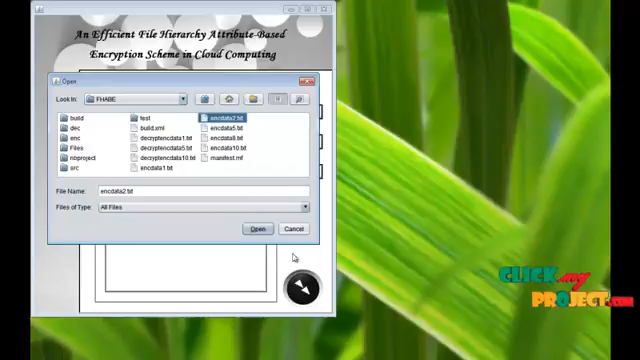 An Efficient File Hierarchy Attribute-Based
Encryption Scheme in Cloud Computing
Open
Look In:
FHABE
build
dec
enc
Files
nbproject
src
test
build.xml
decryptencdata1.txt
decryptencdata5.txt
decryptencdata10.txt
encdata1.txt
encdata2.txt
encdata5.txt
encdata8.txt
encdata10.txt
manifest.mf
File Name: encdata2.txt
Files of Type: All Files
Open Cancel
CLICK my
PROJECT.COM